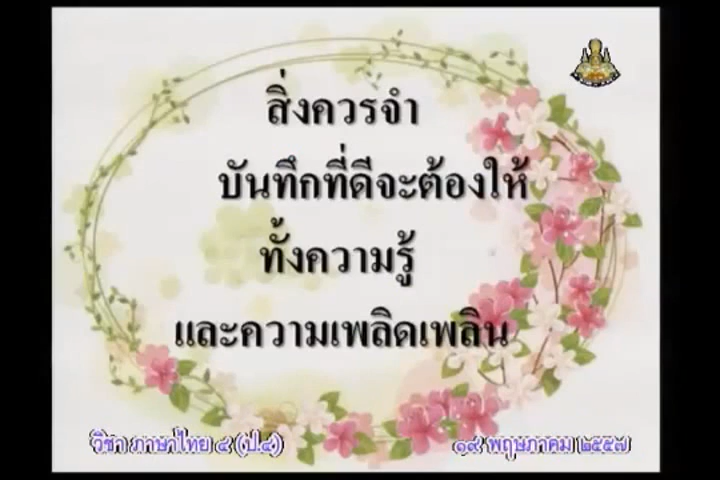 สิ่งควรจำ
บันทึกที่ดีจะต้องให้
ทั้งความรู้
และความเพลิดเพลิน
วิชา ภาษาไทย ๔ (ป.๔)
๑๙ พฤษภาคม ๒๕๕๗